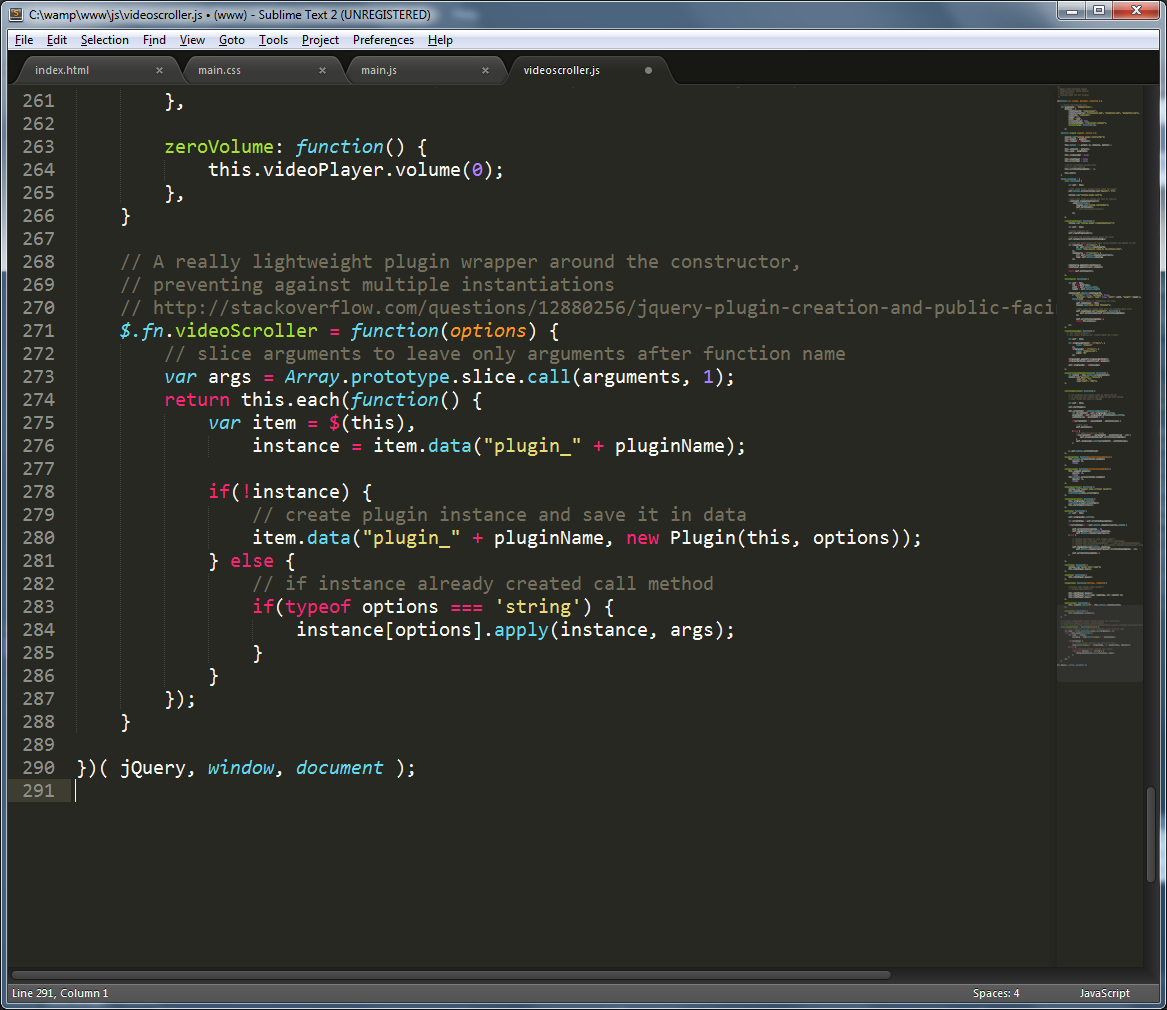 C:\wamp\www\js\videoscroller.js • (www) - Sublime Text 2 (UNREGISTERED)
File Edit Selection Find View Goto Tools Project Preferences Help
index.html × main.css × main.js × videoscroller.js
261         },
262
263         zeroVolume: function() {
264             this.videoPlayer.volume(0);
265         },
266     }
267
268     // A really lightweight plugin wrapper around the constructor,
269     // preventing against multiple instantiations
270     // http://stackoverflow.com/questions/12880256/jquery-plugin-creation-and-public-faci
271     $.fn.videoScroller = function(options) {
272         // slice arguments to leave only arguments after function name
273         var args = Array.prototype.slice.call(arguments, 1);
274         return this.each(function() {
275             var item = $(this),
276                 instance = item.data("plugin_" + pluginName);
277
278             if(!instance) {
279                 // create plugin instance and save it in data
280                 item.data("plugin_" + pluginName, new Plugin(this, options));
281             } else {
282                 // if instance already created call method
283                 if(typeof options === 'string') {
284                     instance[options].apply(instance, args);
285                 }
286             }
287         });
288     }
289
290 })( jQuery, window, document );
291
Line 291, Column 1 Spaces: 4 JavaScript